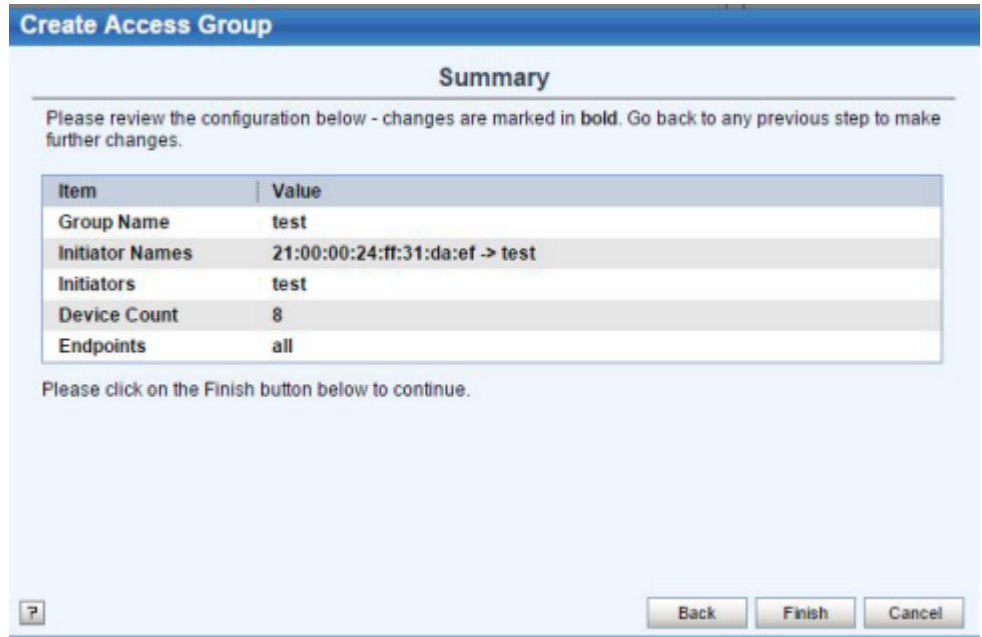 Create Access Group
Summary
Please review the configuration below - changes are marked in bold. Go back to any previous step to make
further changes.
Item Value
Group Name test
Initiator Names 21:00:00:24:ff:31:da:ef -> test
Initiators test
Device Count 8
Endpoints all
Please click on the Finish button below to continue.
? Back Finish Cancel